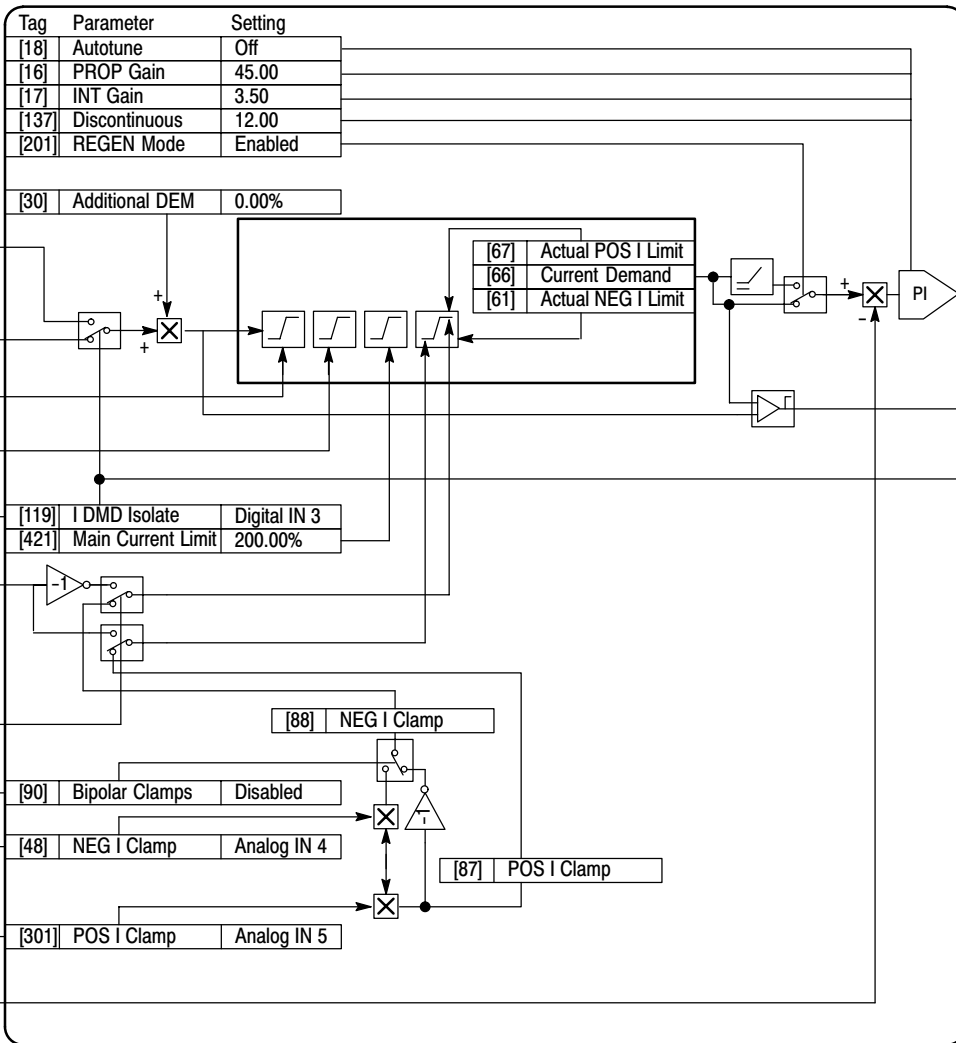 Tag Parameter Setting
[18] Autotune Off
[16] PROP Gain 45.00
[17] INT Gain 3.50
[137] Discontinuous 12.00
[201] REGEN Mode Enabled
[30] Additional DEM 0.00%
[67] Actual POS I Limit
[66] Current Demand
[61] Actual NEG I Limit
+
+
+
-
PI
[119] I DMD Isolate Digital IN 3
[421] Main Current Limit 200.00%
-1
[88] NEG I Clamp
[90] Bipolar Clamps Disabled
-1
[48] NEG I Clamp Analog IN 4
[87] POS I Clamp
[301] POS I Clamp Analog IN 5